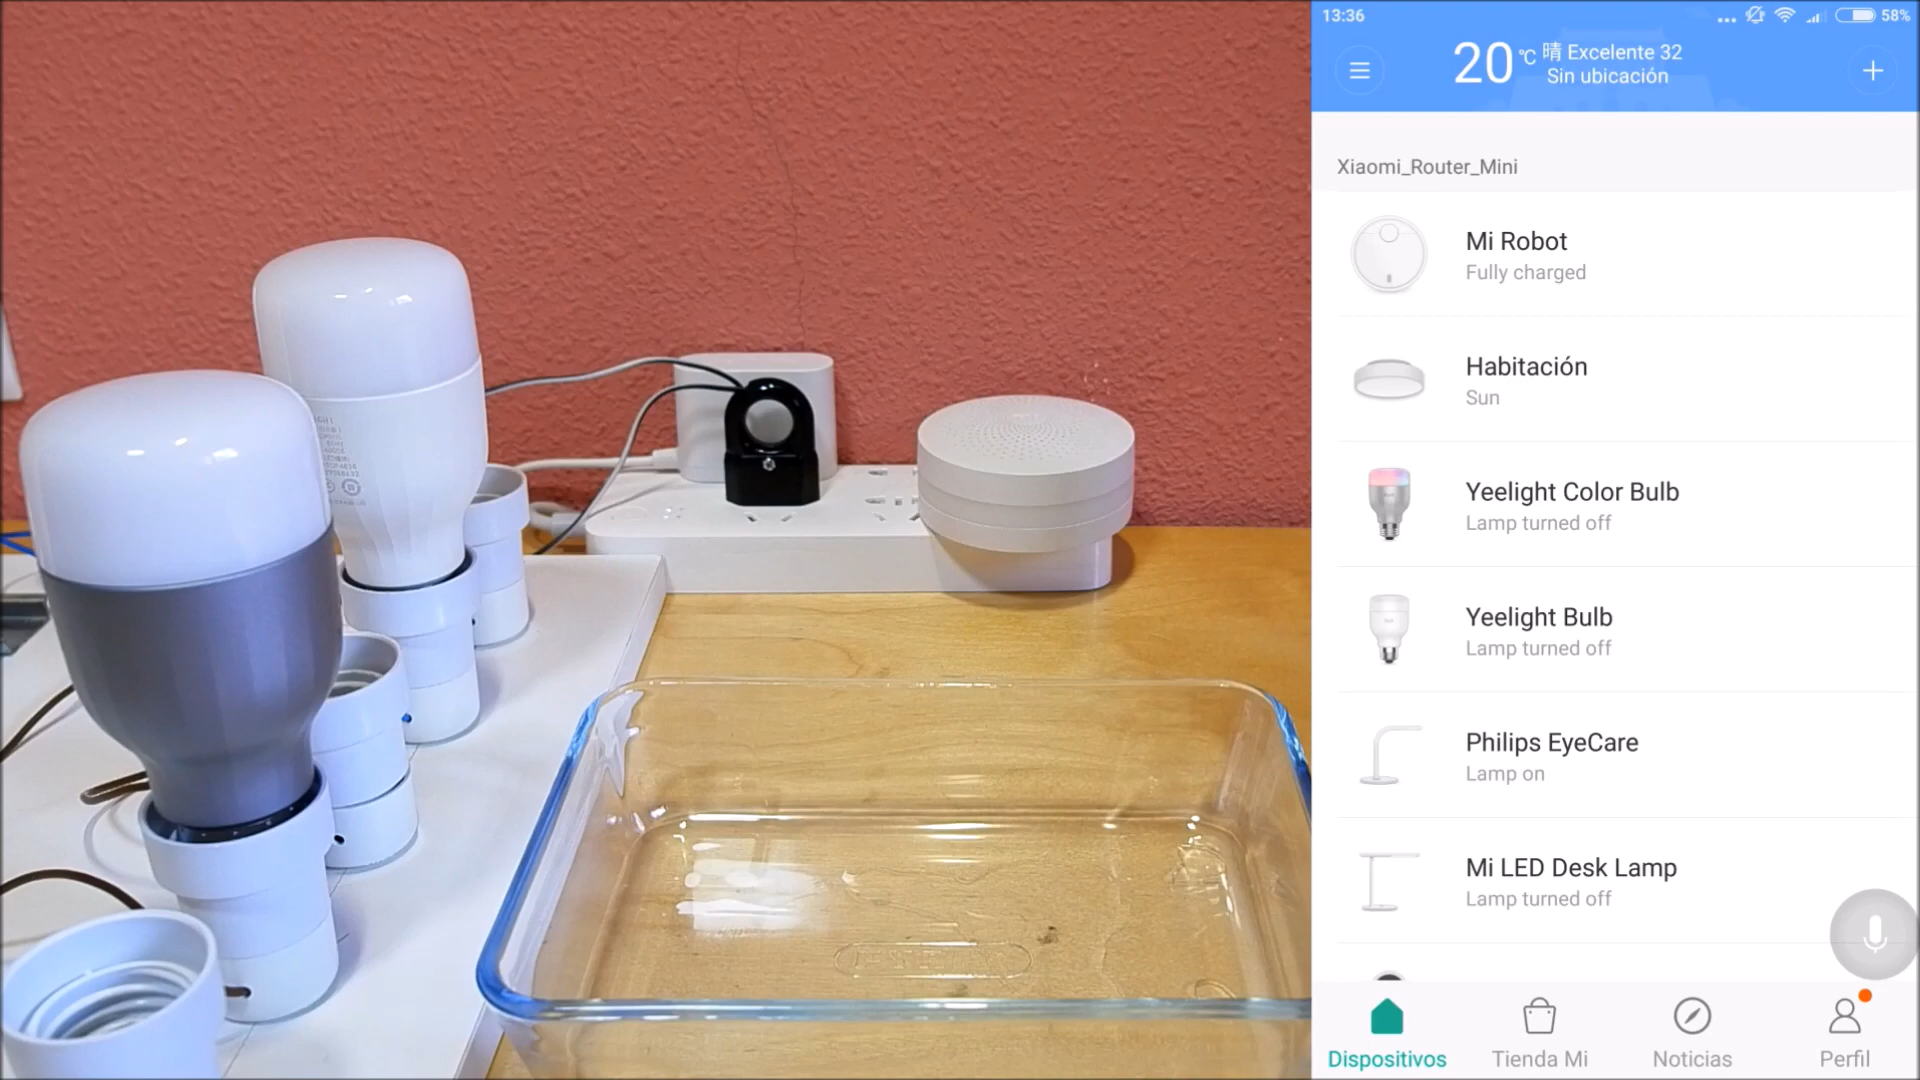 13:36
58%
20 °C 晴 Excelente 32
Sin ubicación
Xiaomi_Router_Mini
Mi Robot
Fully charged
Habitación
Sun
Yeelight Color Bulb
Lamp turned off
Yeelight Bulb
Lamp turned off
Philips EyeCare
Lamp on
Mi LED Desk Lamp
Lamp turned off
Dispositivos
Tienda Mi
Noticias
Perfil